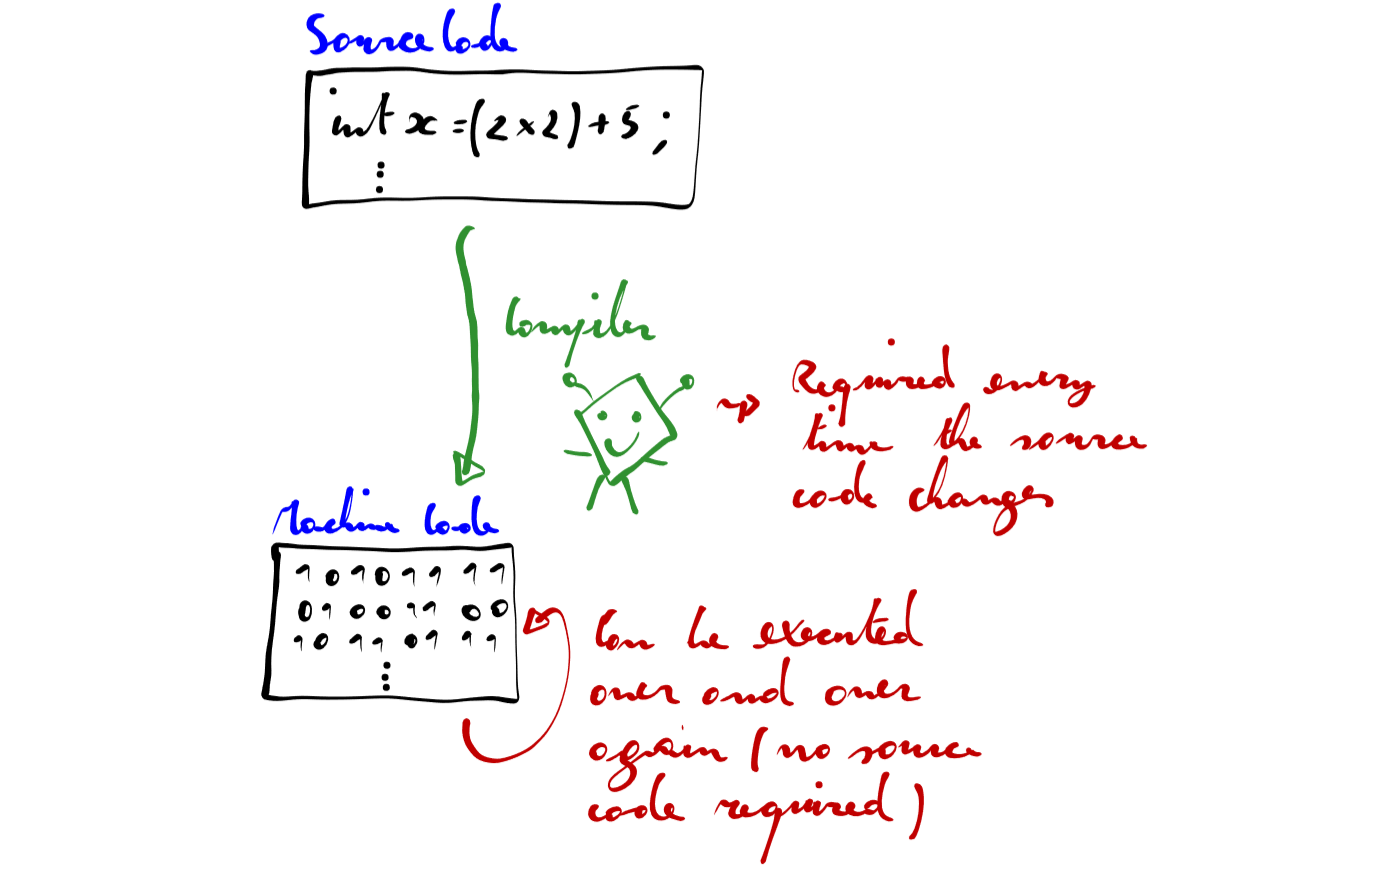 Source Code
int x = (2 × 2) + 5 ;
⋮
Compiler
Required every
time the source
code changes
Machine Code
1 0 1 0 1 1 1 1
0 1 0 0 1 1 0 0
1 0 1 1 0 1 1 1
⋮
Can be executed
over and over
again ( no source
code required )